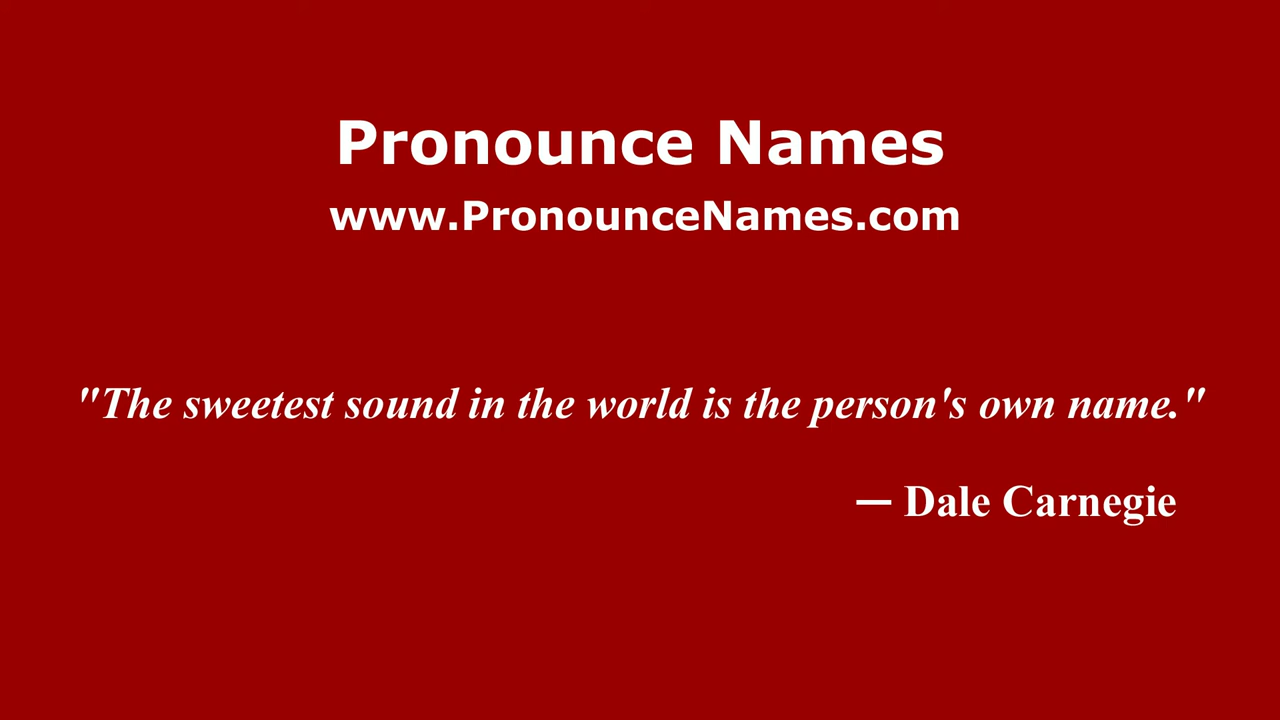 Pronounce Names
www.PronounceNames.com
"The sweetest sound in the world is the person's own name."
— Dale Carnegie